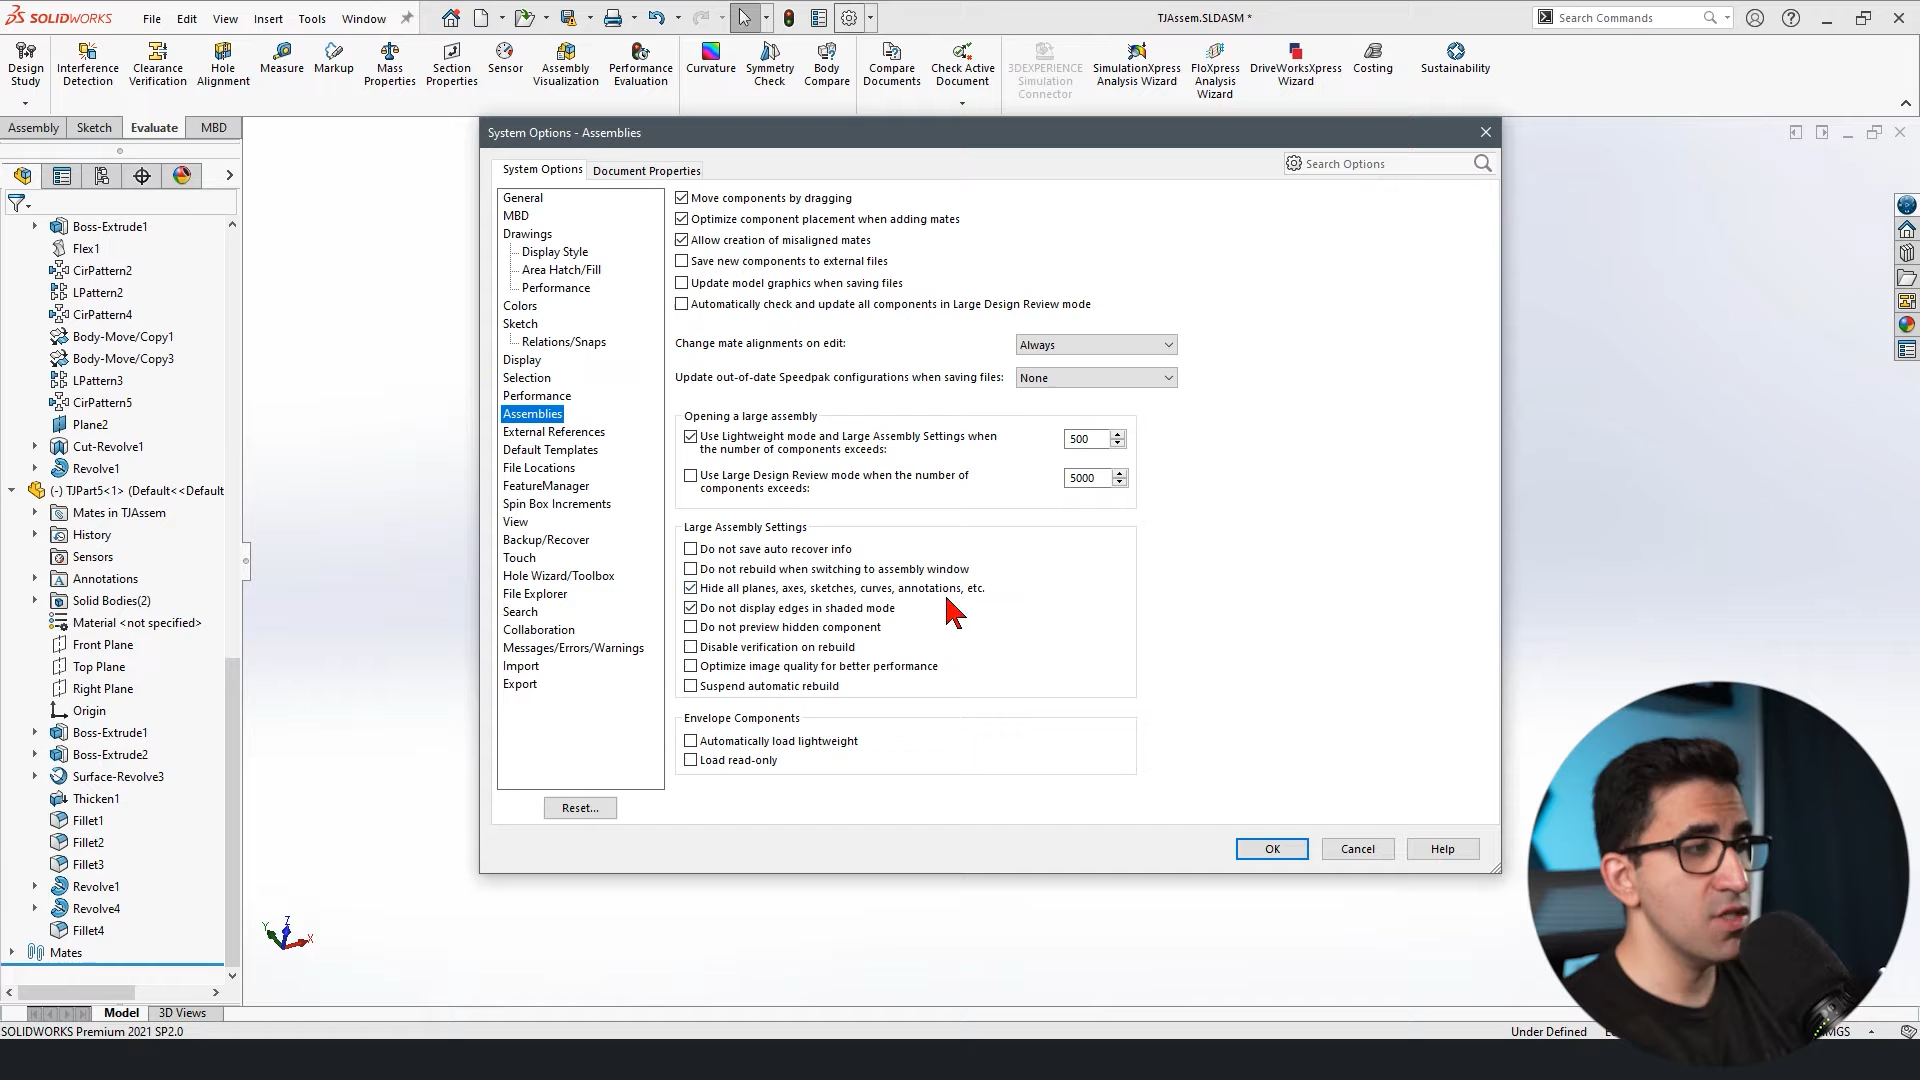 SOLIDWORKS
File Edit View Insert Tools Window
TJAssem.SLDASM *
Search Commands
Design Study
Interference Detection
Clearance Verification
Hole Alignment
Measure
Markup
Mass Properties
Section Properties
Sensor
Assembly Visualization
Performance Evaluation
Curvature
Symmetry Check
Body Compare
Compare Documents
Check Active Document
3DEXPERIENCE Simulation Connector
SimulationXpress Analysis Wizard
FloXpress Analysis Wizard
DriveWorksXpress Wizard
Costing
Sustainability
Assembly Sketch Evaluate MBD
Boss-Extrude1
Flex1
CirPattern2
LPattern2
CirPattern4
Body-Move/Copy1
Body-Move/Copy3
LPattern3
CirPattern5
Plane2
Cut-Revolve1
Revolve1
(-) TJPart5<1> (Default<<Default
Mates in TJAssem
History
Sensors
Annotations
Solid Bodies(2)
Material <not specified>
Front Plane
Top Plane
Right Plane
Origin
Boss-Extrude1
Boss-Extrude2
Surface-Revolve3
Thicken1
Fillet1
Fillet2
Fillet3
Revolve1
Revolve4
Fillet4
Mates
System Options - Assemblies
System Options Document Properties
Search Options
General
MBD
Drawings
Display Style
Area Hatch/Fill
Performance
Colors
Sketch
Relations/Snaps
Display
Selection
Performance
Assemblies
External References
Default Templates
File Locations
FeatureManager
Spin Box Increments
View
Backup/Recover
Touch
Hole Wizard/Toolbox
File Explorer
Search
Collaboration
Messages/Errors/Warnings
Import
Export
Reset...
Move components by dragging
Optimize component placement when adding mates
Allow creation of misaligned mates
Save new components to external files
Update model graphics when saving files
Automatically check and update all components in Large Design Review mode
Change mate alignments on edit: Always
Update out-of-date Speedpak configurations when saving files: None
Opening a large assembly
Use Lightweight mode and Large Assembly Settings when
the number of components exceeds: 500
Use Large Design Review mode when the number of
components exceeds: 5000
Large Assembly Settings
Do not save auto recover info
Do not rebuild when switching to assembly window
Hide all planes, axes, sketches, curves, annotations, etc.
Do not display edges in shaded mode
Do not preview hidden component
Disable verification on rebuild
Optimize image quality for better performance
Suspend automatic rebuild
Envelope Components
Automatically load lightweight
Load read-only
OK Cancel Help
Y Z X
Model 3D Views
SOLIDWORKS Premium 2021 SP2.0
Under Defined